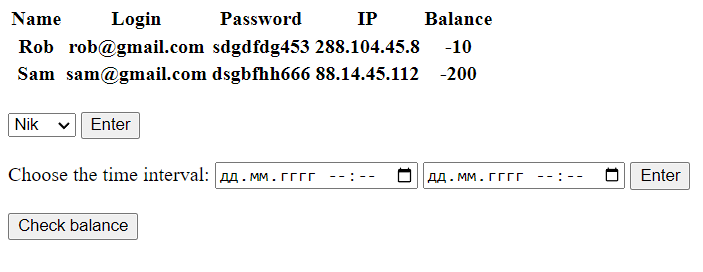 Name Login Password IP Balance
Rob rob@gmail.com sdgdfdg453 288.104.45.8 -10
Sam sam@gmail.com dsgbfhh666 88.14.45.112 -200
Nik Enter
Choose the time interval: дд.мм.гггг --:-- дд.мм.гггг --:-- Enter
Check balance